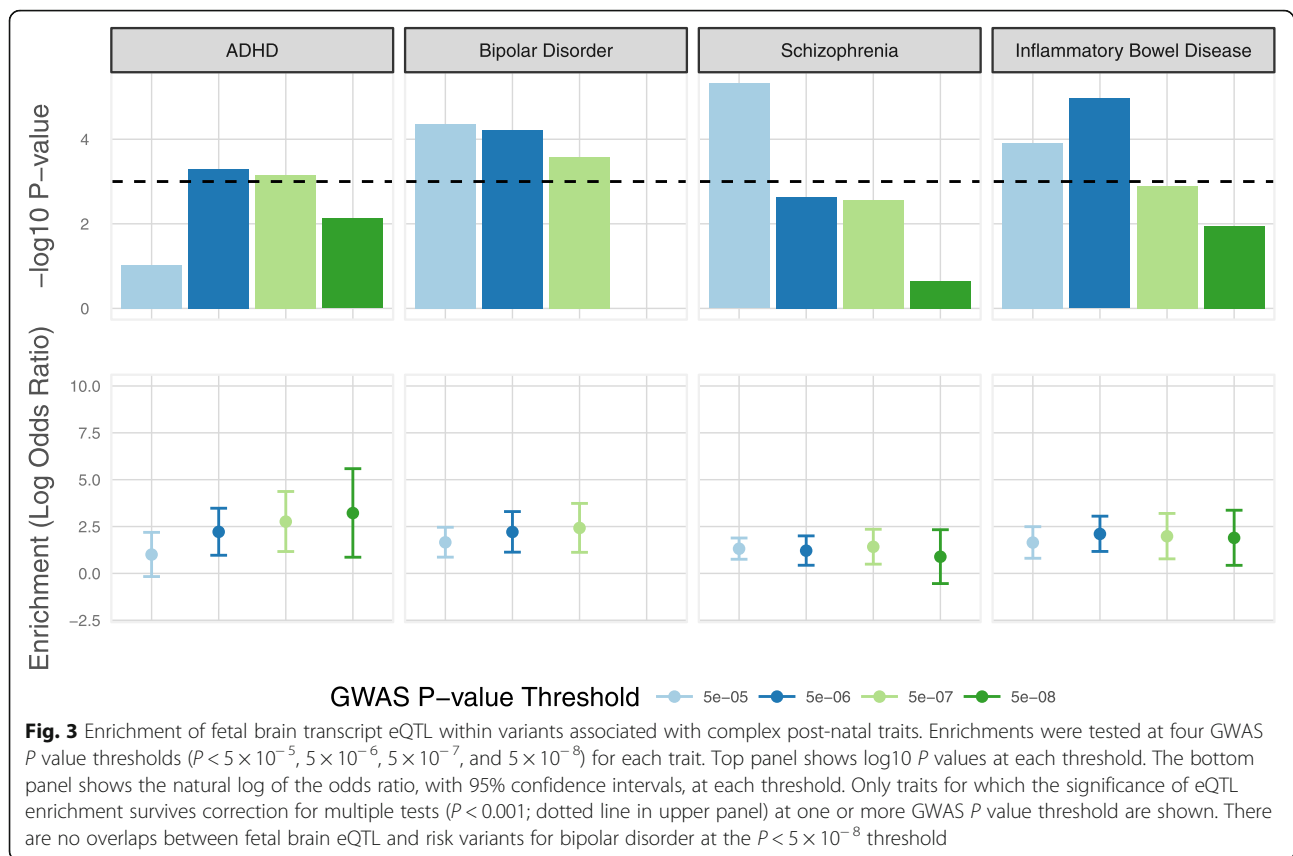 ADHD
Bipolar Disorder
Schizophrenia
Inflammatory Bowel Disease
−log10 P−value
4
2
0
Enrichment (Log Odds Ratio)
10.0
7.5
5.0
2.5
0.0
−2.5
GWAS P−value Threshold 5e−05 5e−06 5e−07 5e−08
Fig. 3 Enrichment of fetal brain transcript eQTL within variants associated with complex post-natal traits. Enrichments were tested at four GWAS
P value thresholds (P < 5 × 10⁻⁵, 5 × 10⁻⁶, 5 × 10⁻⁷, and 5 × 10⁻⁸) for each trait. Top panel shows log10 P values at each threshold. The bottom
panel shows the natural log of the odds ratio, with 95% confidence intervals, at each threshold. Only traits for which the significance of eQTL
enrichment survives correction for multiple tests (P < 0.001; dotted line in upper panel) at one or more GWAS P value threshold are shown. There
are no overlaps between fetal brain eQTL and risk variants for bipolar disorder at the P < 5 × 10⁻⁸ threshold